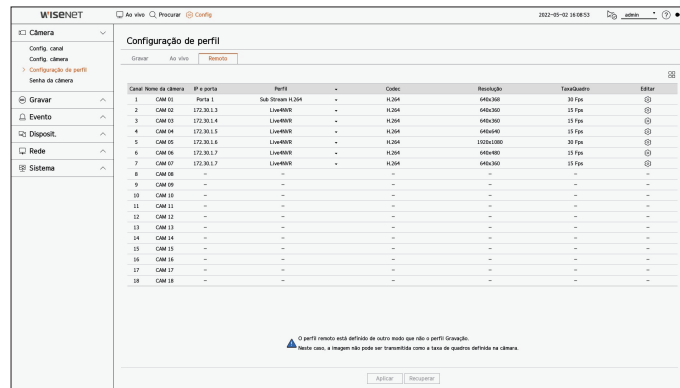 WISENET
Ao vivo Procurar Config
2022-05-02 16:08:53 admin
Câmera
Config. canal
Config. câmera
Configuração de perfil
Senha da câmera
Gravar
Evento
Disposit.
Rede
Sistema
Configuração de perfil
Gravar Ao vivo Remoto
Canal Nome da câmera IP e porta Perfil Codec Resolução TaxaQuadro Editar
1 CAM 01 Porta 1 Sub Stream H.264 H.264 640x368 30 Fps
2 CAM 02 172.30.1.3 Live4NVR H.264 640x360 15 Fps
3 CAM 03 172.30.1.4 Live4NVR H.264 640x360 15 Fps
4 CAM 04 172.30.1.5 Live4NVR H.264 640x640 15 Fps
5 CAM 05 172.30.1.6 Live4NVR H.264 1920x1080 30 Fps
6 CAM 06 172.30.1.7 Live4NVR H.264 640x480 15 Fps
7 CAM 07 172.30.1.7 Live4NVR H.264 640x360 15 Fps
8 CAM 08 – – – – –
9 CAM 09 – – – – –
10 CAM 10 – – – – –
11 CAM 11 – – – – –
12 CAM 12 – – – – –
13 CAM 13 – – – – –
14 CAM 14 – – – – –
15 CAM 15 – – – – –
16 CAM 16 – – – – –
17 CAM 17 – – – – –
18 CAM 18 – – – – –
O perfil remoto está definido de outro modo que não o perfil Gravação.
Neste caso, a imagem não pode ser transmitida como a taxa de quadros definida na câmara.
Aplicar Recuperar